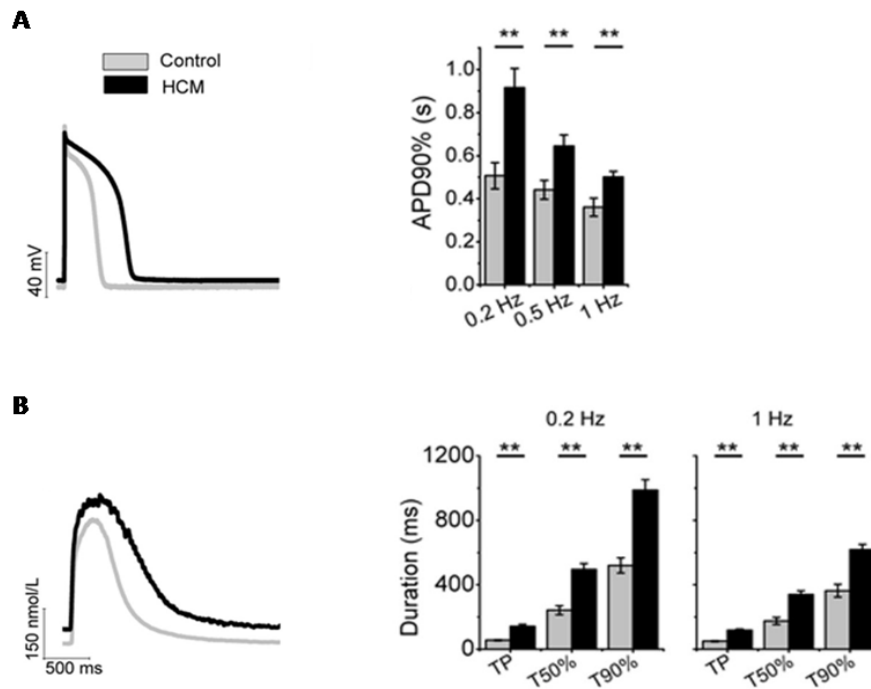 A
Control
HCM
40 mV
APD90% (s)
1.0
0.8
0.6
0.4
0.2
0.0
** ** **
0.2 Hz 0.5 Hz 1 Hz
B
150 nmol/L
500 ms
0.2 Hz 1 Hz
Duration (ms)
1200
800
400
0
** ** ** ** ** **
TP T50% T90% TP T50% T90%